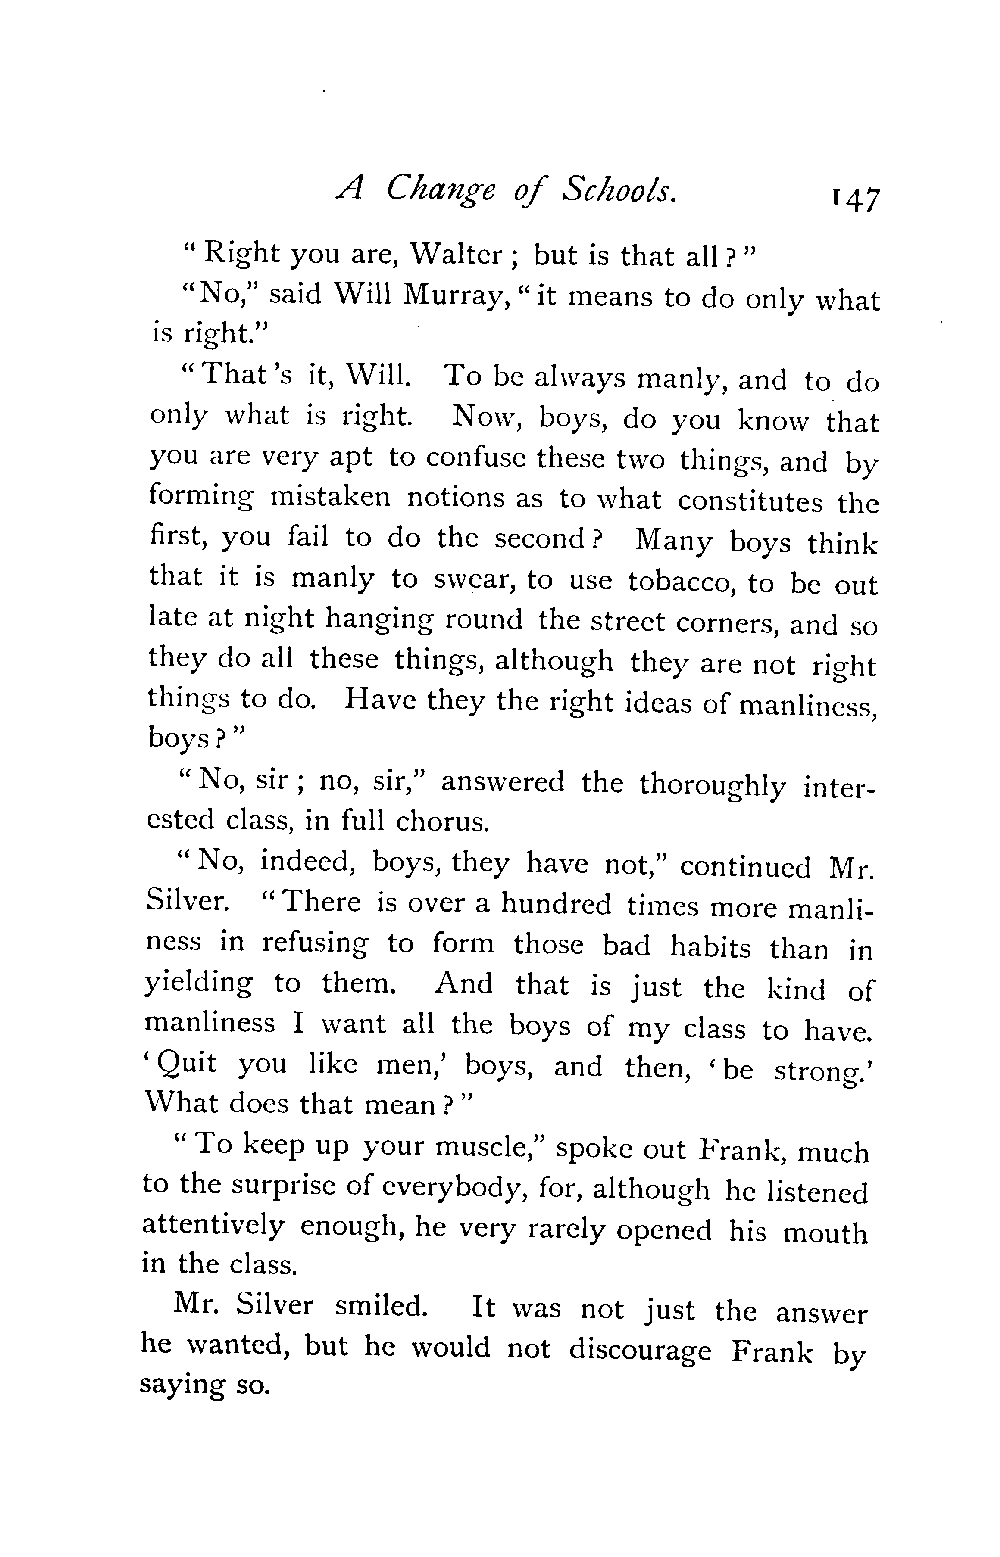 A Change of Schools. 147
" Right you are, Walter ; but is that all ? "
"No," said Will Murray, " it means to do only what
is right."
" That 's it, Will. To be always manly, and to do
only what is right. Now, boys, do you know that
you are very apt to confuse these two things, and by
forming mistaken notions as to what constitutes the
first, you fail to do the second ? Many boys think
that it is manly to swear, to use tobacco, to be out
late at night hanging round the street corners, and so
they do all these things, although they are not right
things to do. Have they the right ideas of manliness,
boys ? "
" No, sir ; no, sir," answered the thoroughly inter-
ested class, in full chorus.
" No, indeed, boys, they have not," continued Mr.
Silver. " There is over a hundred times more manli-
ness in refusing to form those bad habits than in
yielding to them. And that is just the kind of
manliness I want all the boys of my class to have.
' Quit you like men,' boys, and then, ' be strong.'
What does that mean ? "
" To keep up your muscle," spoke out Frank, much
to the surprise of everybody, for, although he listened
attentively enough, he very rarely opened his mouth
in the class.
Mr. Silver smiled. It was not just the answer
he wanted, but he would not discourage Frank by
saying so.